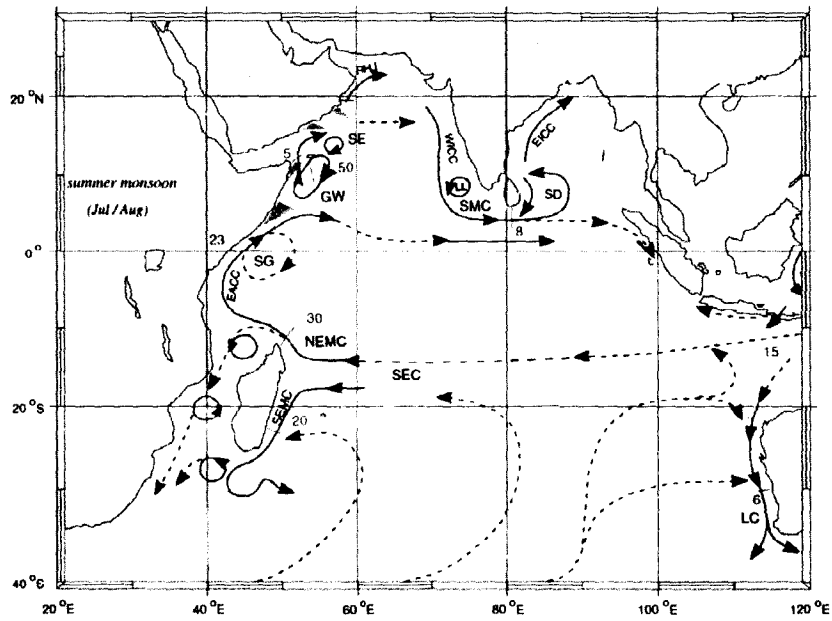 20 °N
0°
20 °S
40 °S
20 °E
40 °E
60 °E
80 °E
100 °E
120 °E
summer monsoon
(Jul / Aug)
SE
5
50
GW
WICC
EICC
LL
SMC
SD
8
23
SG
EACC
30
NEMC
SEC
SEMC
20
15
6
LC